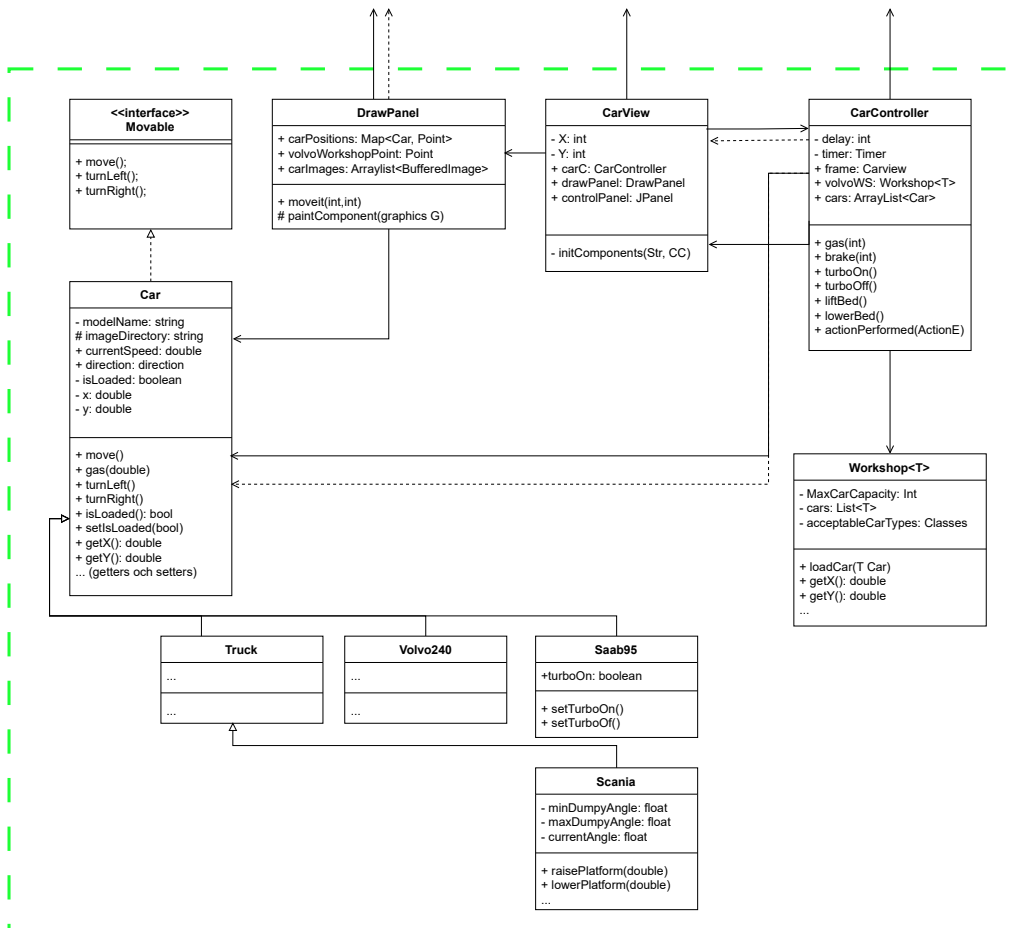 <<interface>>
Movable
+ move();
+ turnLeft();
+ turnRight();
DrawPanel
+ carPositions: Map<Car, Point>
+ volvoWorkshopPoint: Point
+ carImages: Arraylist<BufferedImage>
+ moveit(int,int)
# paintComponent(graphics G)
CarView
- X: int
- Y: int
+ carC: CarController
+ drawPanel: DrawPanel
+ controlPanel: JPanel
- initComponents(Str, CC)
CarController
- delay: int
- timer: Timer
+ frame: Carview
+ volvoWS: Workshop<T>
+ cars: ArrayList<Car>
+ gas(int)
+ brake(int)
+ turboOn()
+ turboOff()
+ liftBed()
+ lowerBed()
+ actionPerformed(ActionE)
Car
- modelName: string
# imageDirectory: string
+ currentSpeed: double
+ direction: direction
- isLoaded: boolean
- x: double
- y: double
+ move()
+ gas(double)
+ turnLeft()
+ turnRight()
+ isLoaded: bool
+ setIsLoaded(bool)
+ getX(): double
+ getY(): double
... (getters och setters)
Workshop<T>
- MaxCarCapacity: Int
- cars: List<T>
- acceptableCarTypes: Classes
+ loadCar(T Car)
+ getX(): double
+ getY(): double
...
Truck
...
...
Volvo240
...
...
Saab95
+turboOn: boolean
+ setTurboOn()
+ setTurboOf()
Scania
- minDumpyAngle: float
- maxDumpyAngle: float
- currentAngle: float
+ raisePlatform(double)
+ lowerPlatform(double)
...